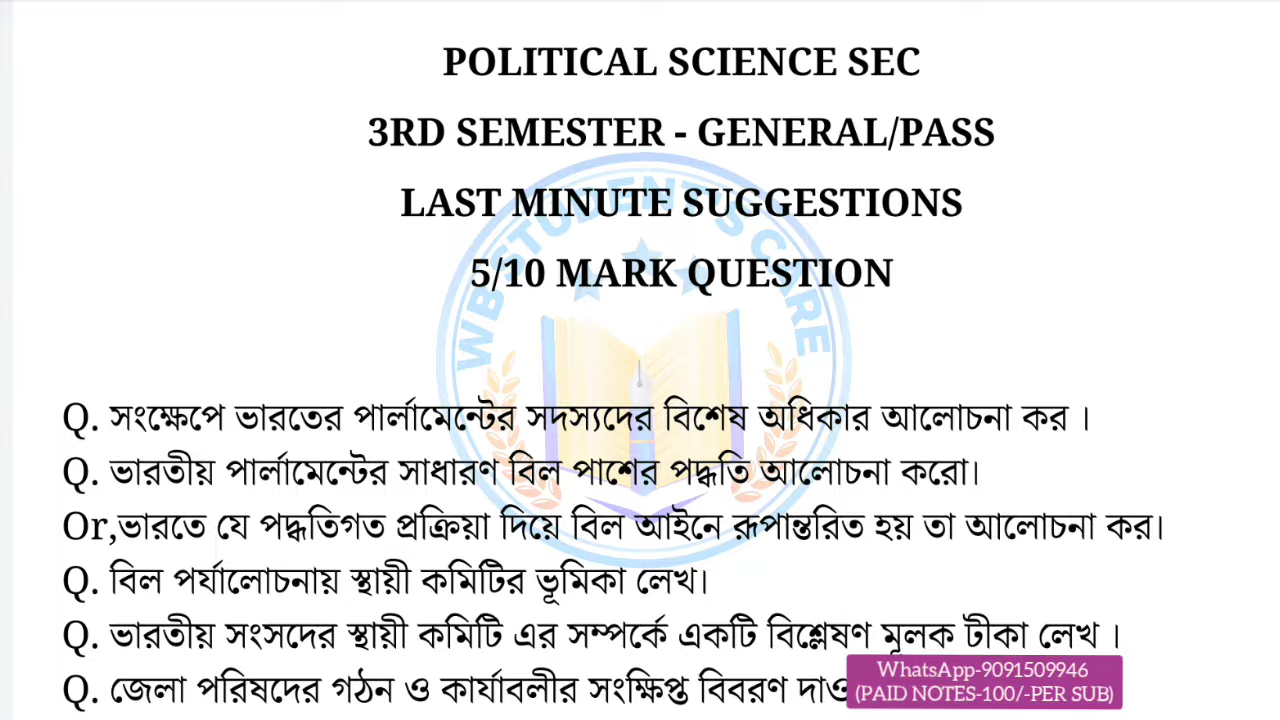 POLITICAL SCIENCE SEC
3RD SEMESTER - GENERAL/PASS
LAST MINUTE SUGGESTIONS
5/10 MARK QUESTION
WB STUDENT'S CARE
Q. সংক্ষেপে ভারতের পার্লামেন্টের সদস্যদের বিশেষ অধিকার আলোচনা কর ।
Q. ভারতীয় পার্লামেন্টের সাধারণ বিল পাশের পদ্ধতি আলোচনা করো।
Or,ভারতে যে পদ্ধতিগত প্রক্রিয়া দিয়ে বিল আইনে রূপান্তরিত হয় তা আলোচনা কর।
Q. বিল পর্যালোচনায় স্থায়ী কমিটির ভূমিকা লেখ।
Q. ভারতীয় সংসদের স্থায়ী কমিটি এর সম্পর্কে একটি বিশ্লেষণ মূলক টীকা লেখ ।
Q. জেলা পরিষদের গঠন ও কার্যাবলীর সংক্ষিপ্ত বিবরণ দাও
WhatsApp-9091509946
(PAID NOTES-100/-PER SUB)